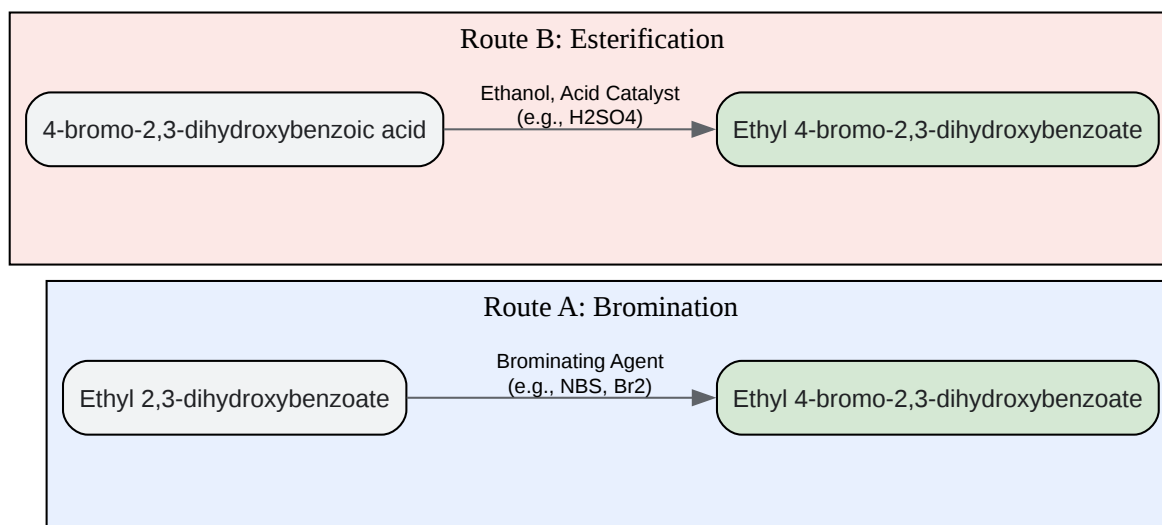 Route B: Esterification
4-bromo-2,3-dihydroxybenzoic acid
Ethanol, Acid Catalyst
(e.g., H2SO4)
Ethyl 4-bromo-2,3-dihydroxybenzoate
Route A: Bromination
Ethyl 2,3-dihydroxybenzoate
Brominating Agent
(e.g., NBS, Br2)
Ethyl 4-bromo-2,3-dihydroxybenzoate